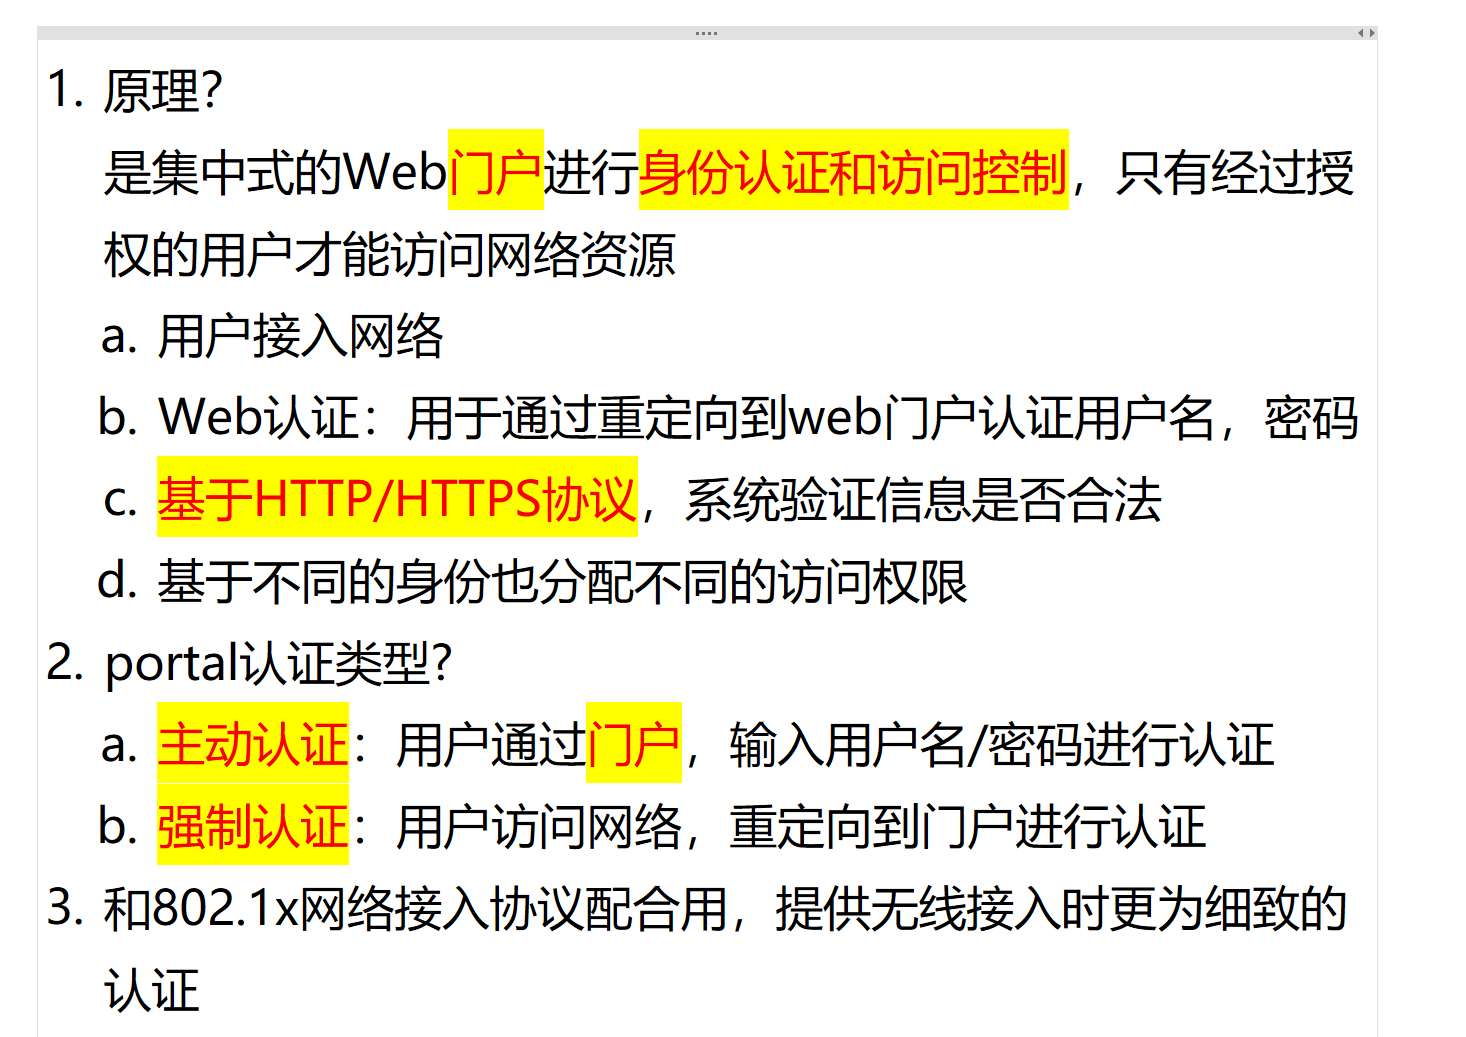 1. 原理?
是集中式的Web门户进行身份认证和访问控制，只有经过授
权的用户才能访问网络资源
a. 用户接入网络
b. Web认证：用于通过重定向到web门户认证用户名，密码
c. 基于HTTP/HTTPS协议，系统验证信息是否合法
d. 基于不同的身份也分配不同的访问权限
2. portal认证类型?
a. 主动认证：用户通过门户，输入用户名/密码进行认证
b. 强制认证：用户访问网络，重定向到门户进行认证
3. 和802.1x网络接入协议配合用，提供无线接入时更为细致的
认证